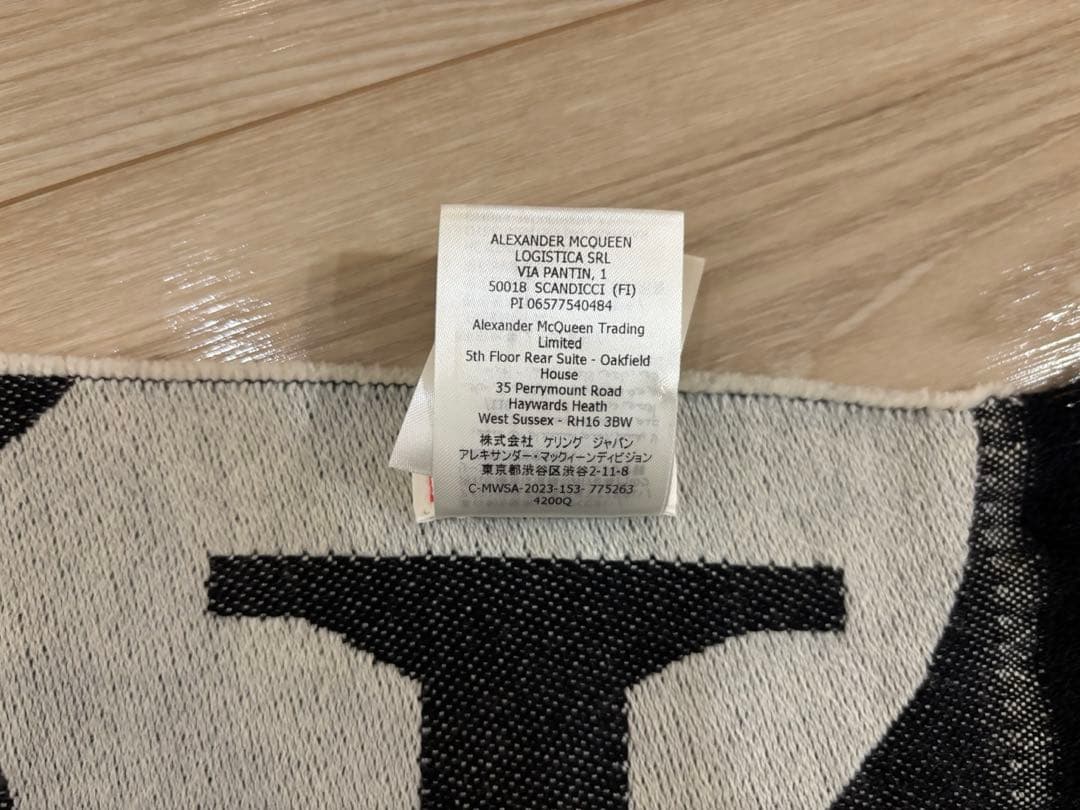 ALEXANDER MCQUEEN
LOGISTICA SRL
VIA PANTIN, 1
50018 SCANDICCI (FI)
PI 06577540484
Alexander McQueen Trading
Limited
5th Floor Rear Suite - Oakfield
House
35 Perrymount Road
Haywards Heath
West Sussex - RH16 3BW
株式会社 ケリング ジャパン
アレキサンダー・マックィーンディビジョン
東京都渋谷区渋谷2-11-8
C-MWSA-2023-153- 775263
4200Q